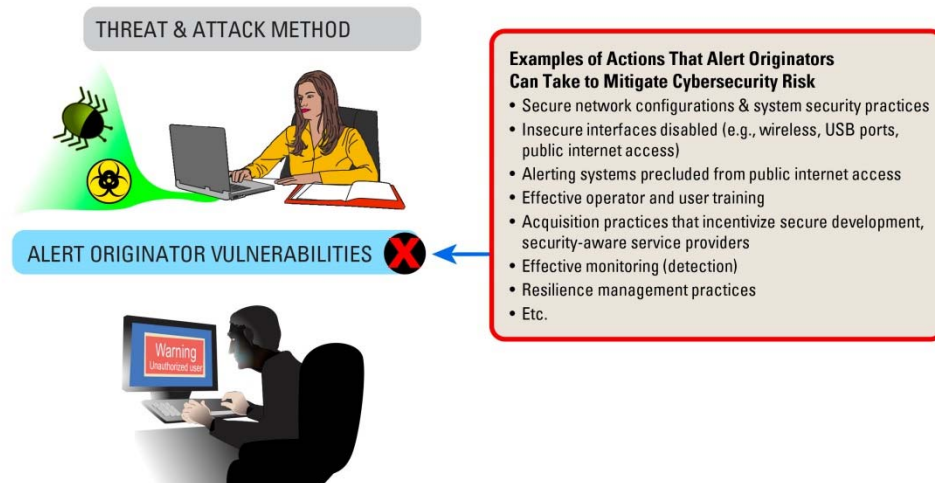 THREAT & ATTACK METHOD
ALERT ORIGINATOR VULNERABILITIES X
Warning
Unauthorized user
Examples of Actions That Alert Originators
Can Take to Mitigate Cybersecurity Risk
• Secure network configurations & system security practices
• Insecure interfaces disabled (e.g., wireless, USB ports,
public internet access)
• Alerting systems precluded from public internet access
• Effective operator and user training
• Acquisition practices that incentivize secure development,
security-aware service providers
• Effective monitoring (detection)
• Resilience management practices
• Etc.